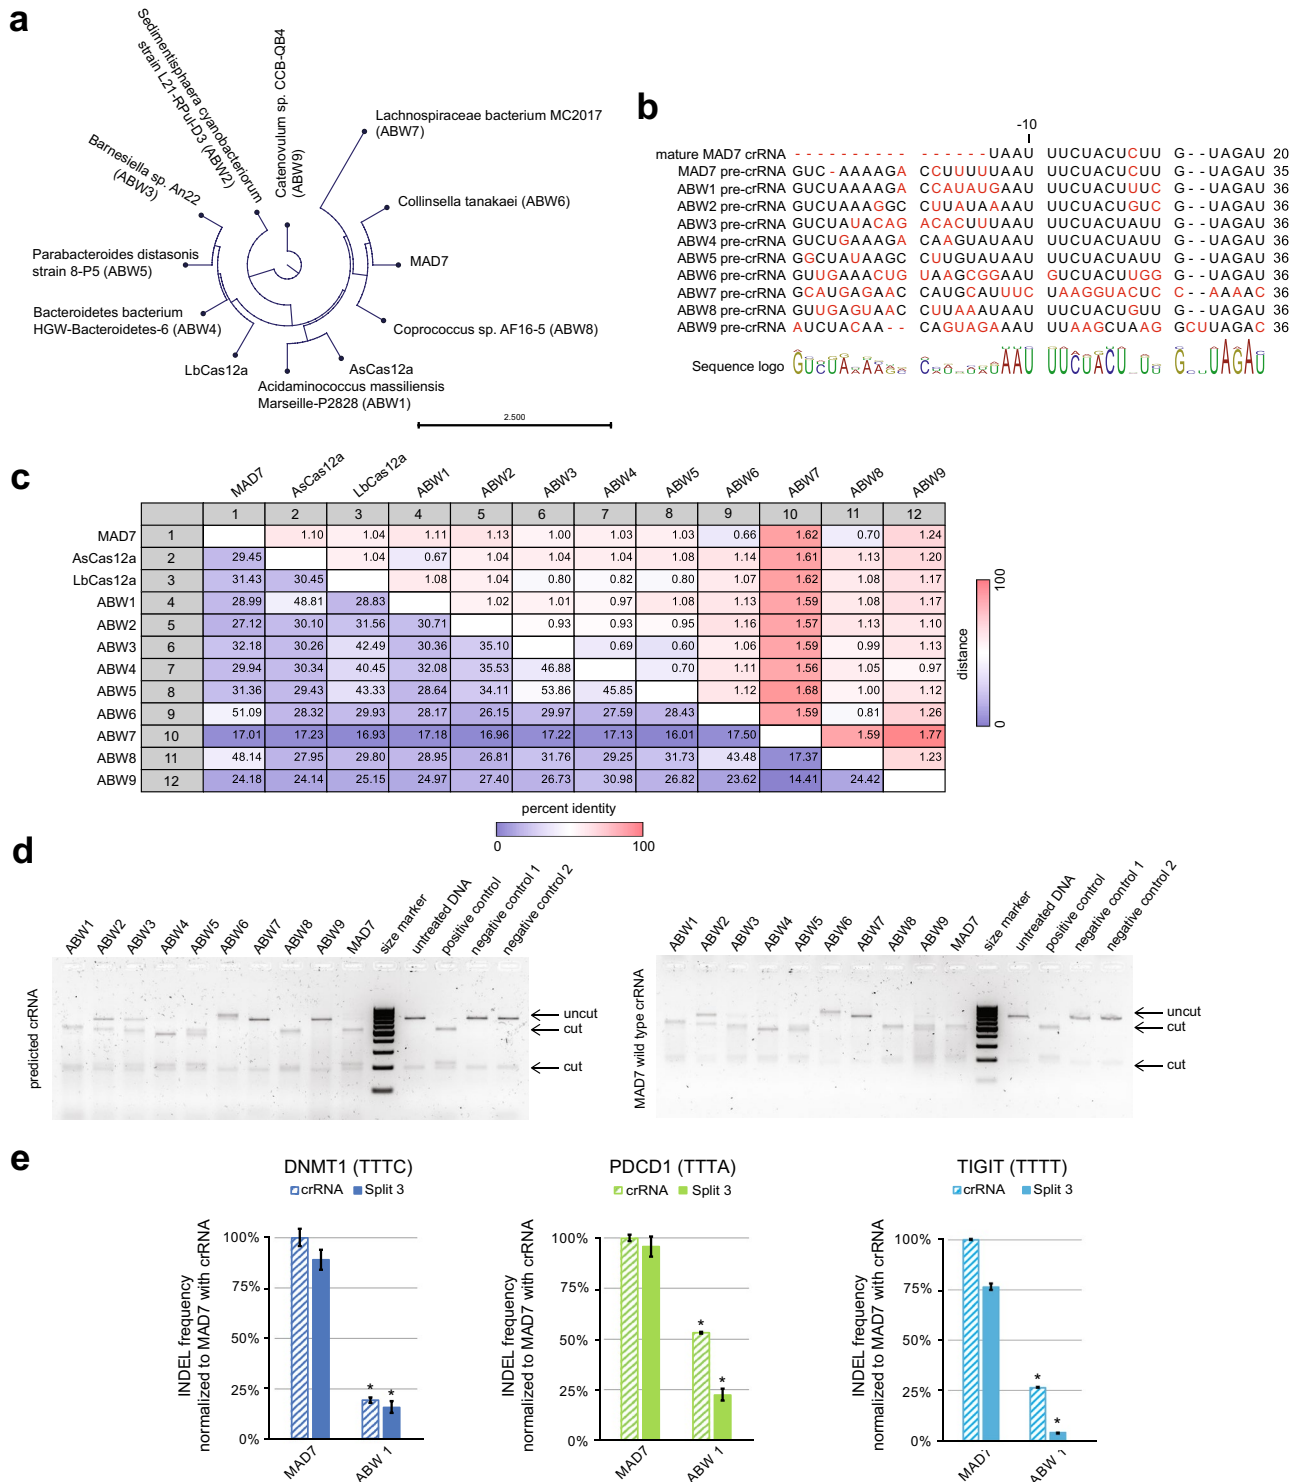 a
Sedimentisphaera cyanobacteriorum
strain L21-RPul-D3 (ABW2)
Catenovulum sp. CCB-QB4
(ABW9)
Lachnospiraceae bacterium MC2017
(ABW7)
Barnesiella sp. An22
(ABW3)
Collinsella tanakaei (ABW6)
Parabacteroides distasonis
strain 8-P5 (ABW5)
MAD7
Bacteroidetes bacterium
HGW-Bacteroidetes-6 (ABW4)
Coprococcus sp. AF16-5 (ABW8)
LbCas12a
AsCas12a
Acidaminococcus massiliensis
Marseille-P2828 (ABW1)
2.500
b
-10
mature MAD7 crRNA - - - - - - - - - - - - - - - - UAAU UUCUACUCUU G--UAGAU 20
MAD7 pre-crRNA GUC-AAAAGA CCUUUUUAAU UUCUACUCUU G--UAGAU 35
ABW1 pre-crRNA GUCUAAAAGA CCAUAUGAAU UUCUACUUUC G--UAGAU 36
ABW2 pre-crRNA GUCUAAAGGC CUUAUAAAAU UUCUACUGUC G--UAGAU 36
ABW3 pre-crRNA GUCUAUACAG ACACUUUAAU UUCUACUAUU G--UAGAU 36
ABW4 pre-crRNA GUCUGAAAGA CAAGUAUAAU UUCUACUAUU G--UAGAU 36
ABW5 pre-crRNA GGCUAUAAGC CUUGUAUAAU UUCUACUAUU G--UAGAU 36
ABW6 pre-crRNA GUUGAAACUG UAAGCGGAAU GUCUACUUGG G--UAGAU 36
ABW7 pre-crRNA GCAUGAGAAC CAUGCAUUUC UAAGGUACUC C--AAAAC 36
ABW8 pre-crRNA GUUGAGUAAC CUUAAAUAAU UUCUACUAUU G--UAGAU 36
ABW9 pre-crRNA AUCUACAA-- CAGUAGAAAU UUAAGCUAAG GCUUAGAC 36
Sequence logo
c
MAD7 AsCas12a LbCas12a ABW1 ABW2 ABW3 ABW4 ABW5 ABW6 ABW7 ABW8 ABW9
1 2 3 4 5 6 7 8 9 10 11 12
MAD7 1 1.10 1.04 1.11 1.13 1.00 1.03 1.03 0.66 1.62 0.70 1.24
AsCas12a 2 29.45 1.04 0.67 1.04 1.04 1.04 1.08 1.14 1.61 1.13 1.20
LbCas12a 3 31.43 30.45 1.08 1.04 0.80 0.82 0.80 1.07 1.62 1.08 1.17
ABW1 4 28.99 48.81 28.83 1.02 1.01 0.97 1.08 1.13 1.59 1.08 1.17
ABW2 5 27.12 30.10 31.56 30.71 0.93 0.93 0.95 1.16 1.57 1.13 1.10
ABW3 6 32.18 30.26 42.49 30.36 35.10 0.69 0.60 1.06 1.59 0.99 1.13
ABW4 7 29.94 30.34 40.45 32.08 35.53 46.88 0.70 1.11 1.56 1.05 0.97
ABW5 8 31.36 29.43 43.33 28.64 34.11 53.86 45.85 1.12 1.68 1.00 1.12
ABW6 9 51.09 28.32 29.93 28.17 26.15 29.97 27.59 28.43 1.59 0.81 1.26
ABW7 10 17.01 17.23 16.93 17.18 16.96 17.22 17.13 16.01 17.50 1.59 1.77
ABW8 11 48.14 27.95 29.80 28.95 26.81 31.76 29.25 31.73 43.48 17.37 1.23
ABW9 12 24.18 24.14 25.15 24.97 27.40 26.73 30.98 26.82 23.62 14.41 24.42
100
distance
0
percent identity
0 100
d
ABW1 ABW2 ABW3 ABW4 ABW5 ABW6 ABW7 ABW8 ABW9 MAD7 size marker untreated DNA positive control negative control 1 negative control 2
predicted crRNA
uncut
cut
cut
ABW1 ABW2 ABW3 ABW4 ABW5 ABW6 ABW7 ABW8 ABW9 MAD7 size marker untreated DNA positive control negative control 1 negative control 2
MAD7 wild type crRNA
uncut
cut
cut
e
DNMT1 (TTTC)
crRNA Split 3
INDEL frequency
normalized to MAD7 with crRNA
100%
75%
50%
25%
0%
* *
MAD7 ABW 1
PDCD1 (TTTA)
crRNA Split 3
INDEL frequency
normalized to MAD7 with crRNA
100%
75%
50%
25%
0%
* *
MAD7 ABW 1
TIGIT (TTTT)
crRNA Split 3
INDEL frequency
normalized to MAD7 with crRNA
100%
75%
50%
25%
0%
* *
MAD7 ABW 1